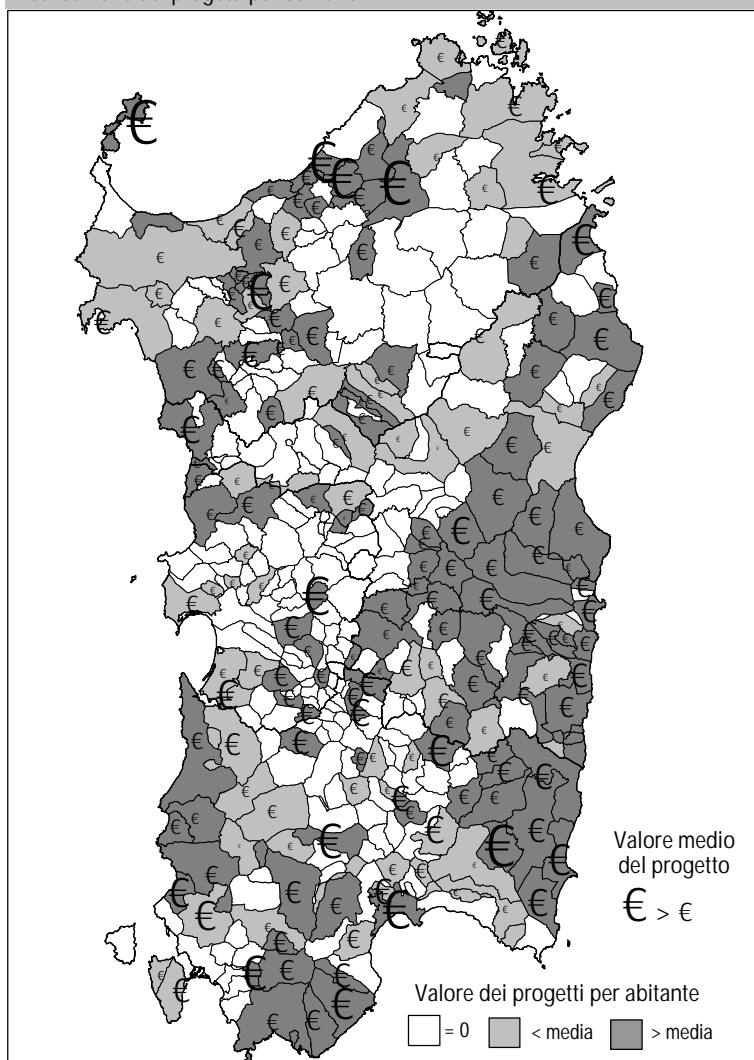 Valore medio
del progetto
€ > €
Valore dei progetti per abitante
= 0
< media
> media